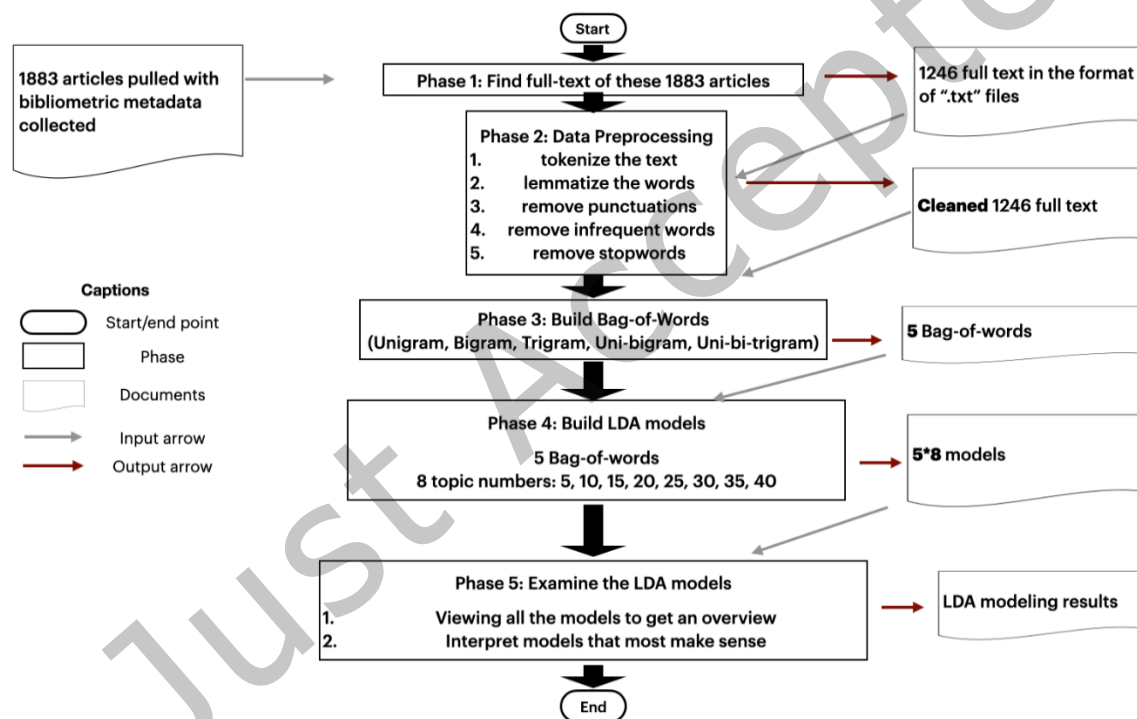 Start
1883 articles pulled with
bibliometric metadata
collected
Phase 1: Find full-text of these 1883 articles
1246 full text in the format
of “.txt” files
Phase 2: Data Preprocessing
1. tokenize the text
2. lemmatize the words
3. remove punctuations
4. remove infrequent words
5. remove stopwords
Cleaned 1246 full text
Captions
Start/end point
Phase
Documents
Input arrow
Output arrow
Phase 3: Build Bag-of-Words
(Unigram, Bigram, Trigram, Uni-bigram, Uni-bi-trigram)
5 Bag-of-words
Phase 4: Build LDA models
5 Bag-of-words
8 topic numbers: 5, 10, 15, 20, 25, 30, 35, 40
5*8 models
Phase 5: Examine the LDA models
1. Viewing all the models to get an overview
2. Interpret models that most make sense
LDA modeling results
End
Just Accepte